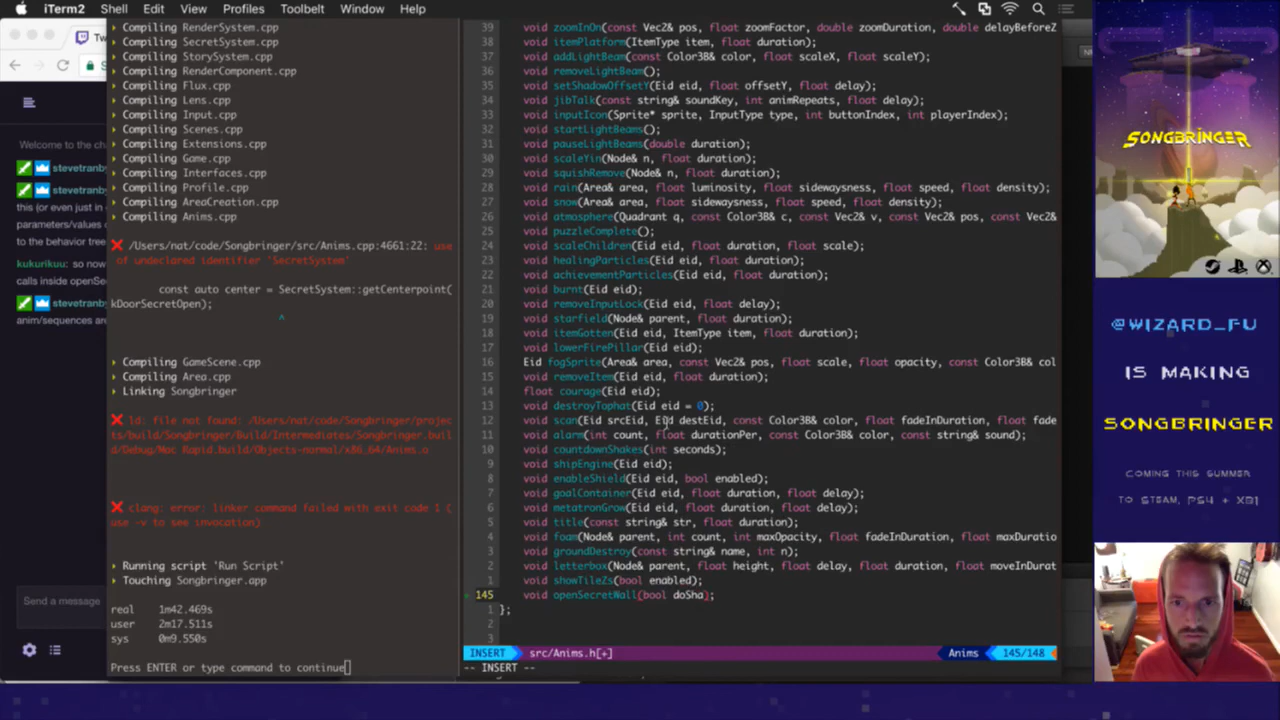 iTerm2 Shell Edit View Profiles Toolbelt Window Help
Tw
S
Welcome to the ch
stevetranby
stevetranby
this (or even just in
parameters/values o
to the behavior tree
kukurikuu: so now
calls inside openSec
stevetranby
anim/sequences are
Send a message
Compiling RenderSystem.cpp
Compiling SecretSystem.cpp
Compiling StorySystem.cpp
Compiling RenderComponent.cpp
Compiling Flux.cpp
Compiling Lens.cpp
Compiling Input.cpp
Compiling Scenes.cpp
Compiling Extensions.cpp
Compiling Game.cpp
Compiling Interfaces.cpp
Compiling Profile.cpp
Compiling AreaCreation.cpp
Compiling Anims.cpp
/Users/nat/code/Songbringer/src/Anims.cpp:4661:22: use
of undeclared identifier 'SecretSystem'
const auto center = SecretSystem::getCenterpoint(
kDoorSecretOpen);
^
Compiling GameScene.cpp
Compiling Area.cpp
Linking Songbringer
ld: file not found: /Users/nat/code/Songbringer/projec
ts/build/Songbringer/Build/Intermediates/Songbringer.buil
d/Debug/Mac Rapid.build/Objects-normal/x86_64/Anims.o
clang: error: linker command failed with exit code 1 (
use -v to see invocation)
Running script 'Run Script'
Touching Songbringer.app
real 1m42.469s
user 2m17.511s
sys 0m9.550s
Press ENTER or type command to continue
39 void zoomInOn(const Vec2& pos, float zoomFactor, double zoomDuration, double delayBeforeZ
38 void itemPlatform(ItemType item, float duration);
37 void addLightBeam(const Color3B& color, float scaleX, float scaleY);
36 void removeLightBeam();
35 void setShadowOffsetY(Eid eid, float offsetY, float delay);
34 void jibTalk(const string& soundKey, int animRepeats, float delay);
33 void inputIcon(Sprite* sprite, InputType type, int buttonIndex, int playerIndex);
32 void startLightBeams();
31 void pauseLightBeams(double duration);
30 void scaleYin(Node& n, float duration);
29 void squishRemove(Node& n, float duration);
28 void rain(Area& area, float luminosity, float sidewaysness, float speed, float density);
27 void snow(Area& area, float sidewaysness, float speed, float density);
26 void atmosphere(Quadrant q, const Color3B& c, const Vec2& v, const Vec2& pos, const Vec2&
25 void puzzleComplete();
24 void scaleChildren(Eid eid, float duration, float scale);
23 void healingParticles(Eid eid, float duration);
22 void achievementParticles(Eid eid, float duration);
21 void burnt(Eid eid);
20 void removeInputLock(Eid eid, float delay);
19 void starfield(Node& parent, float duration);
18 void itemGotten(Eid eid, ItemType item, float duration);
17 void lowerFirePillar(Eid eid);
16 Eid fogSprite(Area& area, const Vec2& pos, float scale, float opacity, const Color3B& col
15 void removeItem(Eid eid, float duration);
14 float courage(Eid eid);
13 void destroyTophat(Eid eid = 0);
12 void scan(Eid srcEid, Eid destEid, const Color3B& color, float fadeInDuration, float fade
11 void alarm(int count, float durationPer, const Color3B& color, const string& sound);
10 void countdownShakes(int seconds);
9 void shipEngine(Eid eid);
8 void enableShield(Eid eid, bool enabled);
7 void goalContainer(Eid eid, float duration, float delay);
6 void metatronGrow(Eid eid, float duration, float delay);
5 void title(const string& str, float duration);
4 void foam(Node& parent, int count, int maxOpacity, float fadeInDuration, float maxDuratio
3 void groundDestroy(const string& name, int n);
2 void letterbox(Node& parent, float height, float delay, float duration, float moveInDurat
1 void showTileZs(bool enabled);
145 void openSecretWall(bool doSha);
1 };
2
3
INSERT src/Anims.h[+] Anims 145/148
-- INSERT --
SONGBRINGER
@WIZARD_FU
IS MAKING
SONGBRINGER
COMING THIS SUMMER
TO STEAM, PS4 + XB1